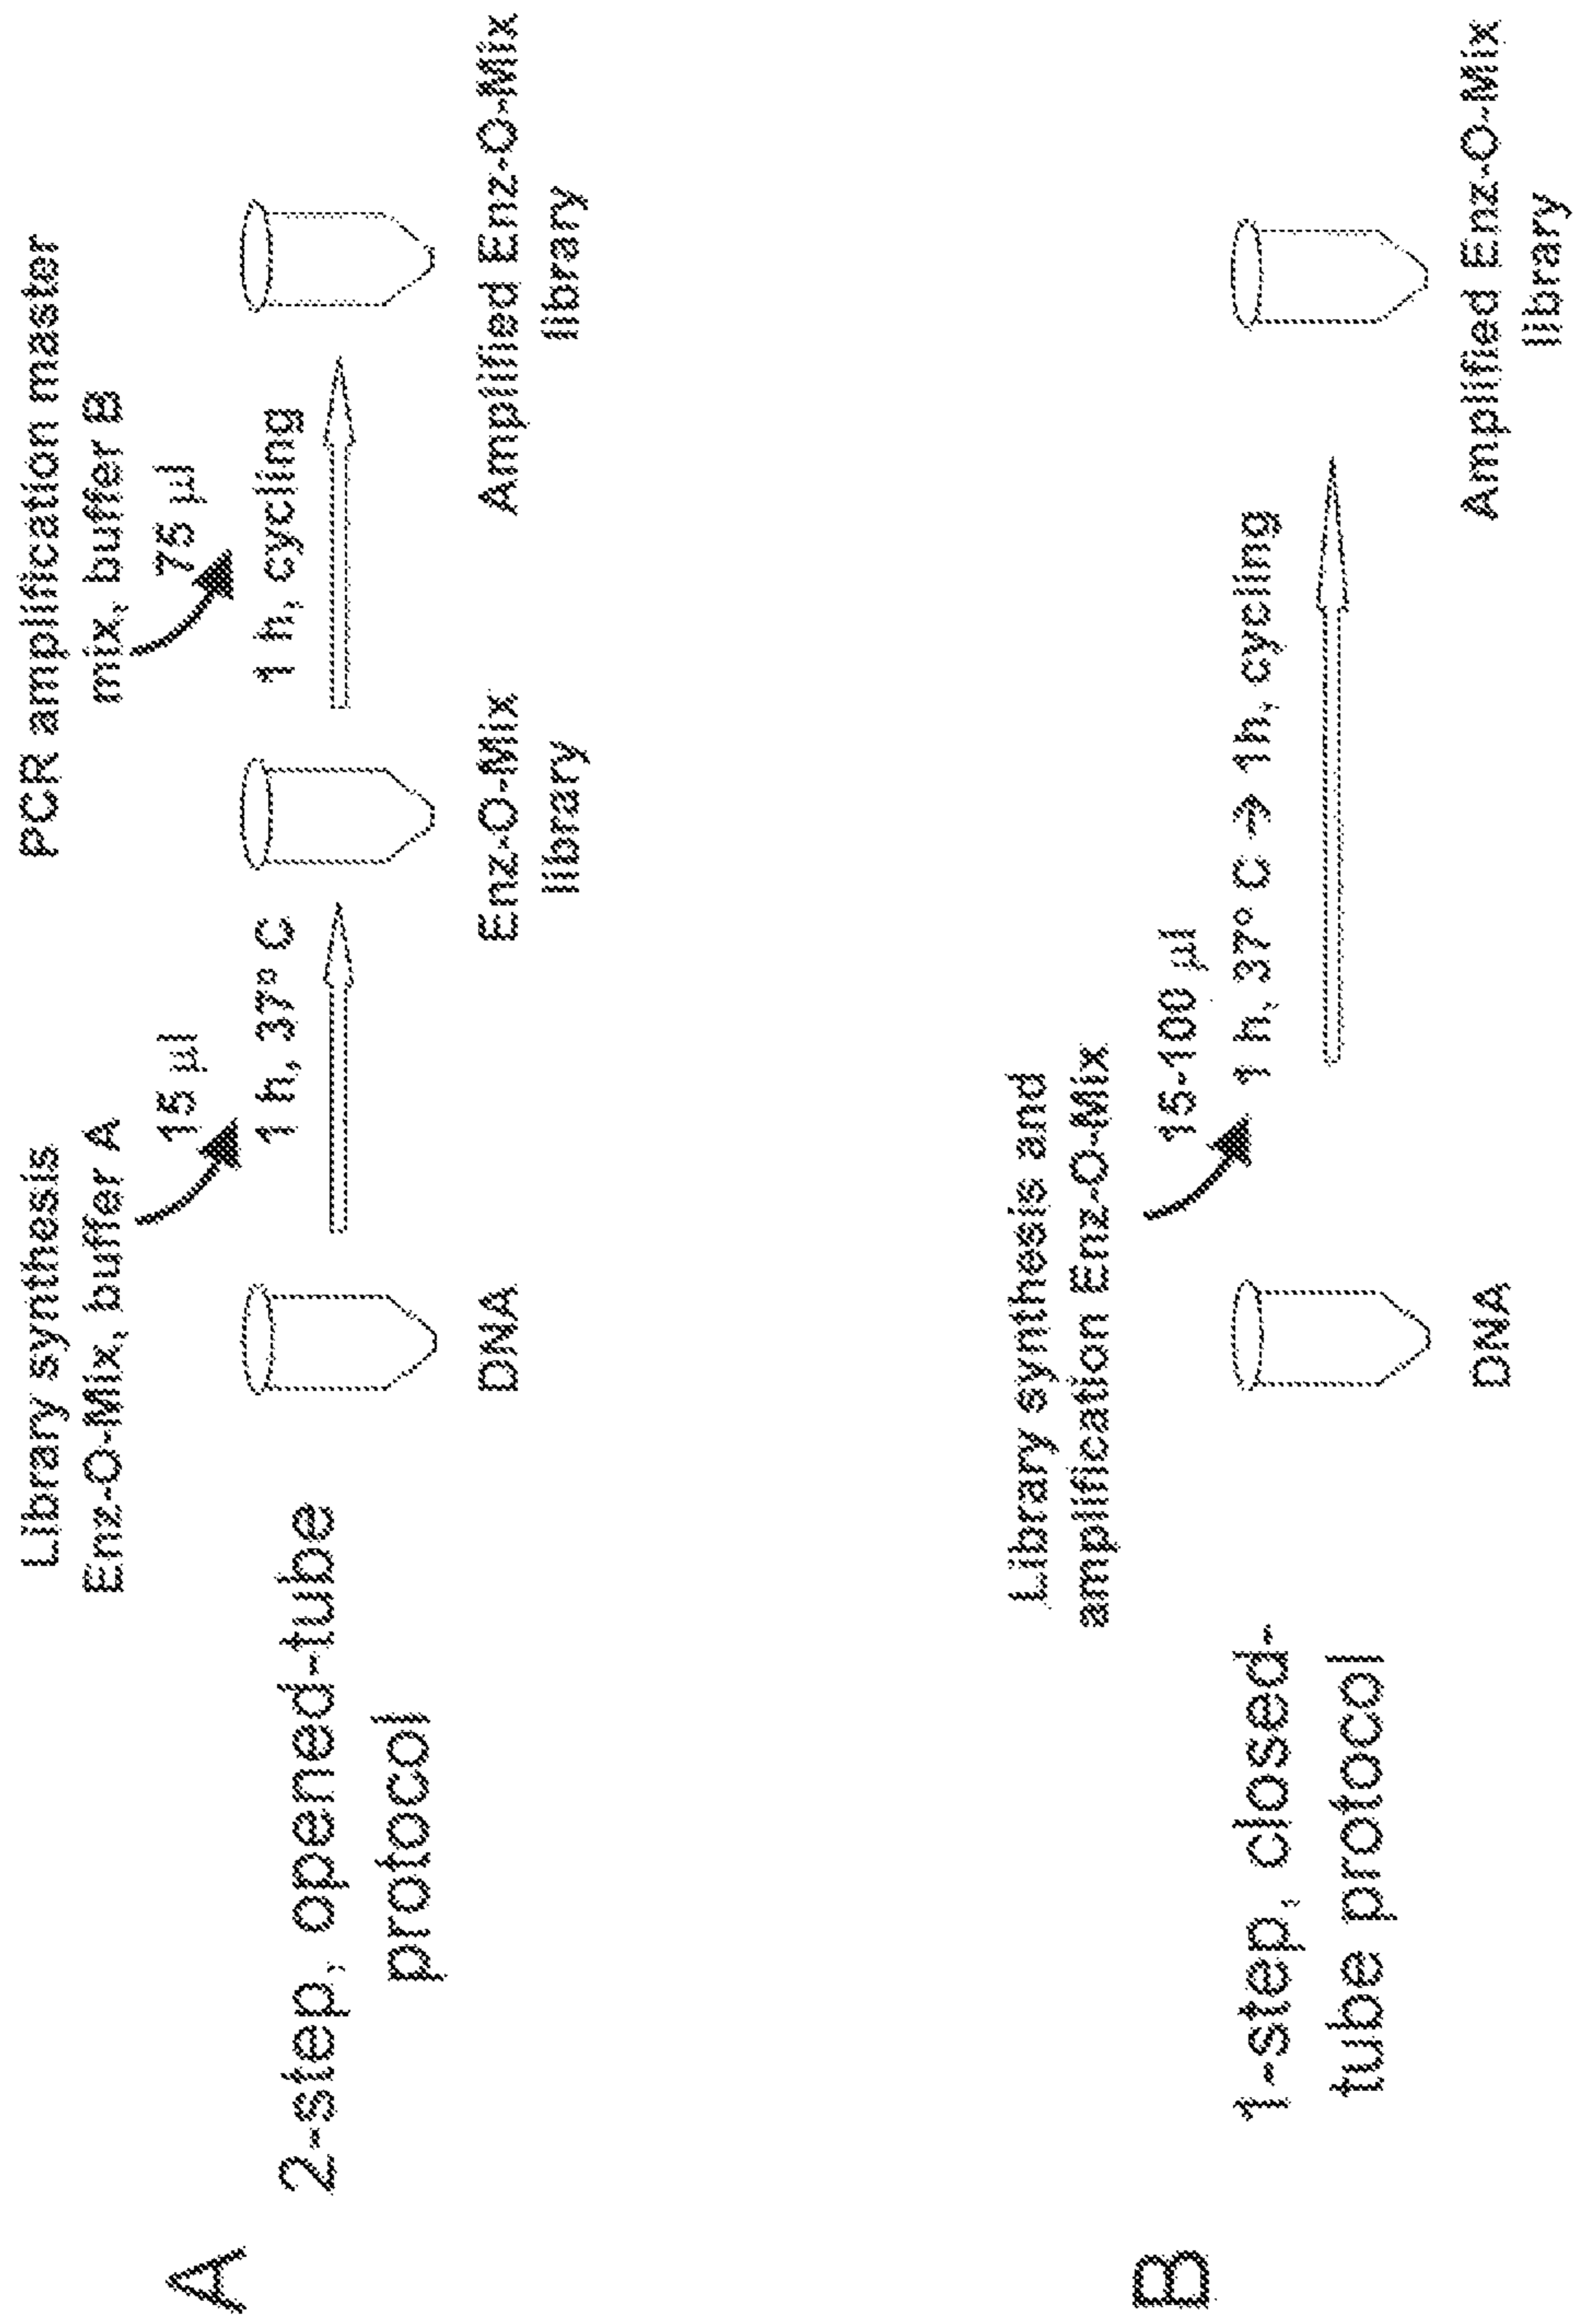 A
2-step, opened-tube
protocol
Library synthesis
Enz-O-Mix, buffer A
15 µl
1 h, 37° C
DNA
PCR amplification master
mix, buffer B
75 µl
1 h, cycling
Enz-O-Mix
library
Amplified Enz-O-Mix
library
B
1-step, closed-
tube protocol
Library synthesis and
amplification Enz-O-Mix
15-100 µl
1 h, 37° C → 1h, cycling
DNA
Amplified Enz-O-Mix
library